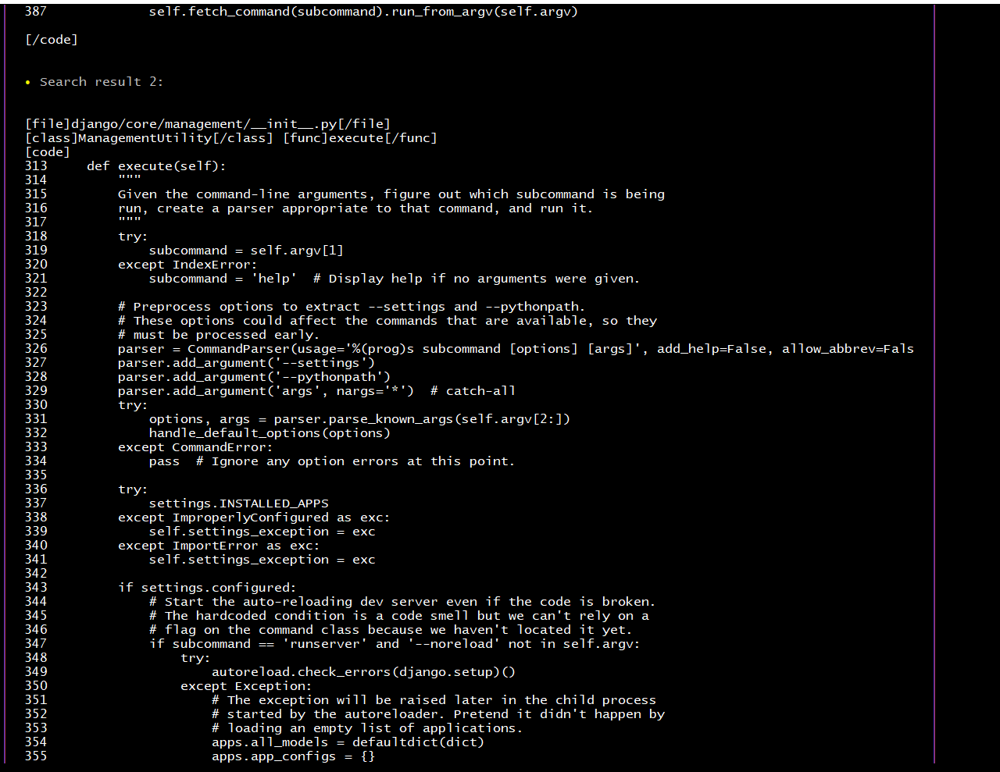 387             self.fetch_command(subcommand).run_from_argv(self.argv)
[/code]
• Search result 2:
[file]django/core/management/__init__.py[/file]
[class]ManagementUtility[/class] [func]execute[/func]
[code]
313     def execute(self):
314         """
315         Given the command-line arguments, figure out which subcommand is being
316         run, create a parser appropriate to that command, and run it.
317         """
318         try:
319             subcommand = self.argv[1]
320         except IndexError:
321             subcommand = 'help'  # Display help if no arguments were given.
322
323         # Preprocess options to extract --settings and --pythonpath.
324         # These options could affect the commands that are available, so they
325         # must be processed early.
326         parser = CommandParser(usage='%(prog)s subcommand [options] [args]', add_help=False, allow_abbrev=Fals
327         parser.add_argument('--settings')
328         parser.add_argument('--pythonpath')
329         parser.add_argument('args', nargs='*')  # catch-all
330         try:
331             options, args = parser.parse_known_args(self.argv[2:])
332             handle_default_options(options)
333         except CommandError:
334             pass  # Ignore any option errors at this point.
335
336         try:
337             settings.INSTALLED_APPS
338         except ImproperlyConfigured as exc:
339             self.settings_exception = exc
340         except ImportError as exc:
341             self.settings_exception = exc
342
343         if settings.configured:
344             # Start the auto-reloading dev server even if the code is broken.
345             # The hardcoded condition is a code smell but we can't rely on a
346             # flag on the command class because we haven't located it yet.
347             if subcommand == 'runserver' and '--noreload' not in self.argv:
348                 try:
349                     autoreload.check_errors(django.setup)()
350                 except Exception:
351                     # The exception will be raised later in the child process
352                     # started by the autoreloader. Pretend it didn't happen by
353                     # loading an empty list of applications.
354                     apps.all_models = defaultdict(dict)
355                     apps.app_configs = {}